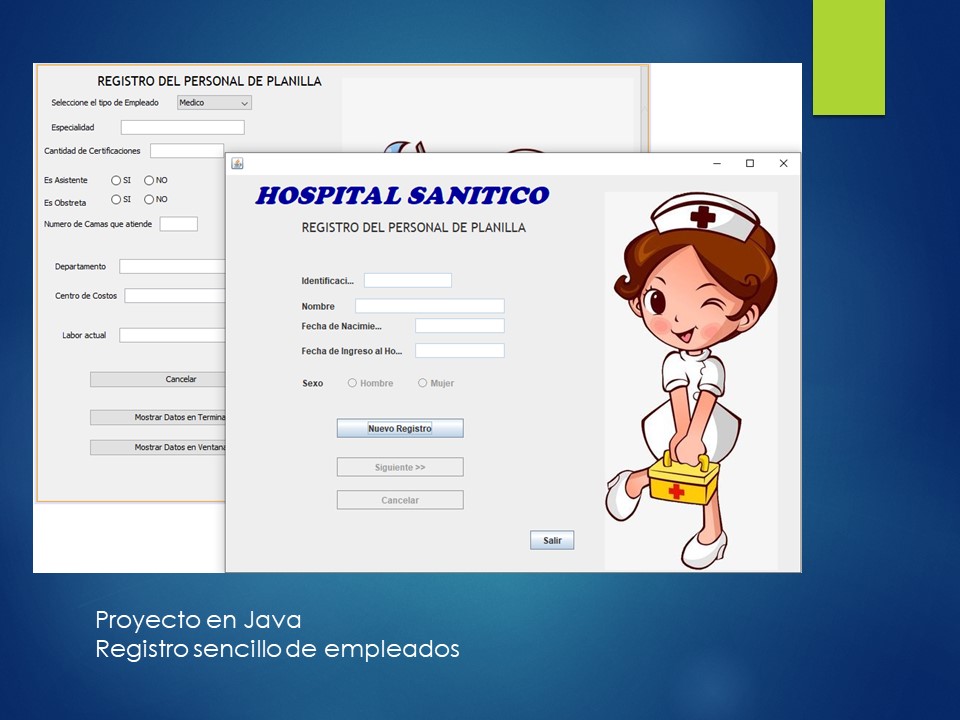 REGISTRO DEL PERSONAL DE PLANILLA
Seleccione el tipo de Empleado Medico
Especialidad
Cantidad de Certificaciones
Es Asistente SI NO
Es Obstreta SI NO
Numero de Camas que atiende
Departamento
Centro de Costos
Labor actual
Cancelar
Mostrar Datos en Termina
Mostrar Datos en Ventana
HOSPITAL SANITICO
REGISTRO DEL PERSONAL DE PLANILLA
Identificaci...
Nombre
Fecha de Nacimie...
Fecha de Ingreso al Ho...
Sexo Hombre Mujer
Nuevo Registro
Siguiente >>
Cancelar
Salir
Proyecto en Java
Registro sencillo de empleados